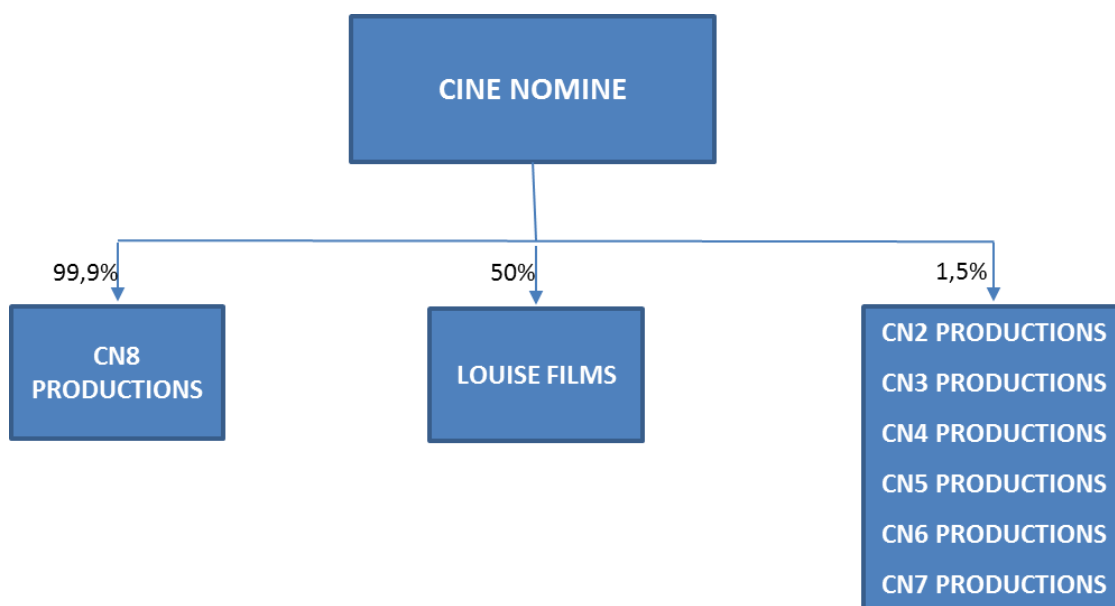 CINE NOMINE
99,9%
50%
1,5%
CN8
PRODUCTIONS
LOUISE FILMS
CN2 PRODUCTIONS
CN3 PRODUCTIONS
CN4 PRODUCTIONS
CN5 PRODUCTIONS
CN6 PRODUCTIONS
CN7 PRODUCTIONS